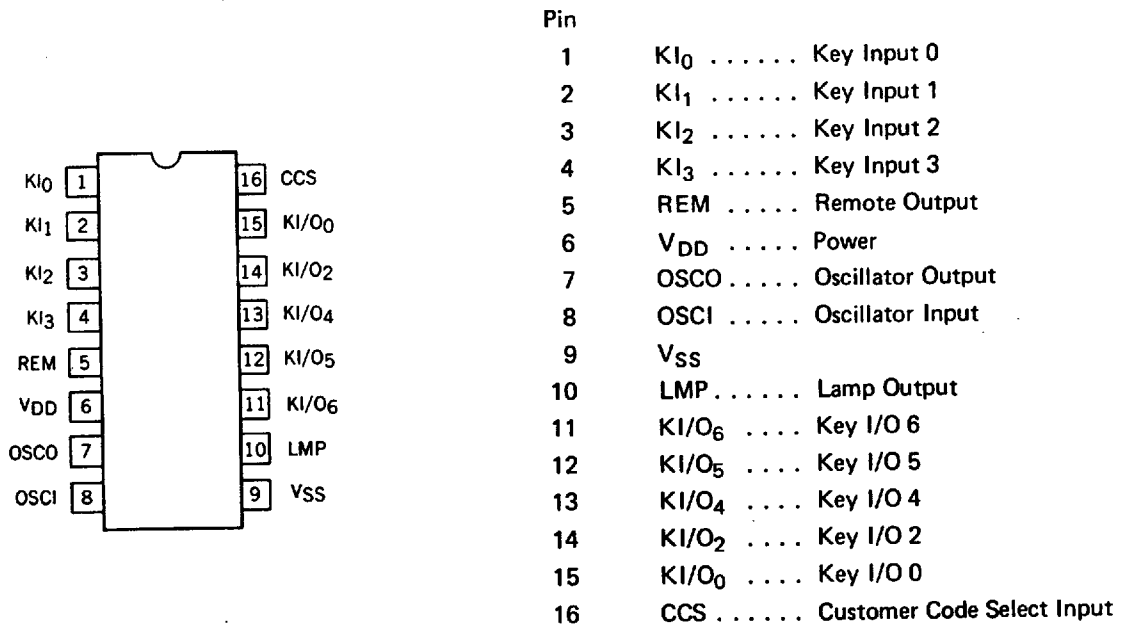 KI0 1
KI1 2
KI2 3
KI3 4
REM 5
VDD 6
OSCO 7
OSCI 8
16 CCS
15 KI/O0
14 KI/O2
13 KI/O4
12 KI/O5
11 KI/O6
10 LMP
9 VSS
Pin
1 KI0 ...... Key Input 0
2 KI1 ...... Key Input 1
3 KI2 ...... Key Input 2
4 KI3 ...... Key Input 3
5 REM ..... Remote Output
6 VDD ..... Power
7 OSCO ..... Oscillator Output
8 OSCI ..... Oscillator Input
9 VSS
10 LMP ...... Lamp Output
11 KI/O6 .... Key I/O 6
12 KI/O5 .... Key I/O 5
13 KI/O4 .... Key I/O 4
14 KI/O2 .... Key I/O 2
15 KI/O0 .... Key I/O 0
16 CCS ...... Customer Code Select Input